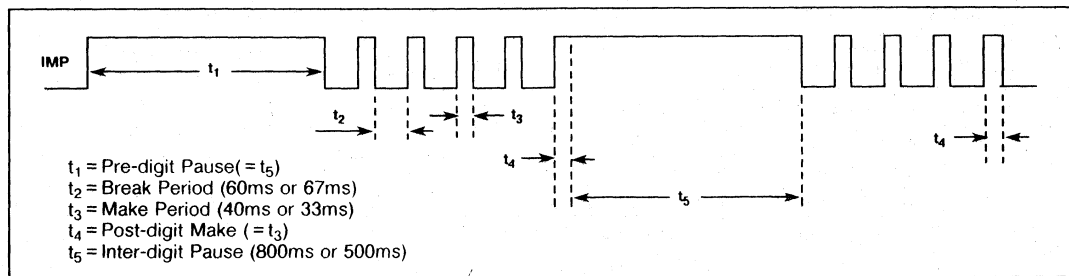 IMP
t₁
t₂
t₃
t₄
t₄
t₅
t₁ = Pre-digit Pause(= t₅)
t₂ = Break Period (60ms or 67ms)
t₃ = Make Period (40ms or 33ms)
t₄ = Post-digit Make (= t₃)
t₅ = Inter-digit Pause (800ms or 500ms)